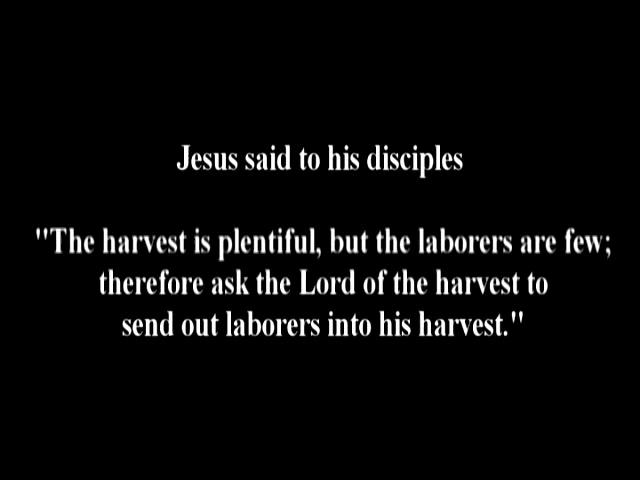 Jesus said to his disciples
"The harvest is plentiful, but the laborers are few;
therefore ask the Lord of the harvest to
send out laborers into his harvest."